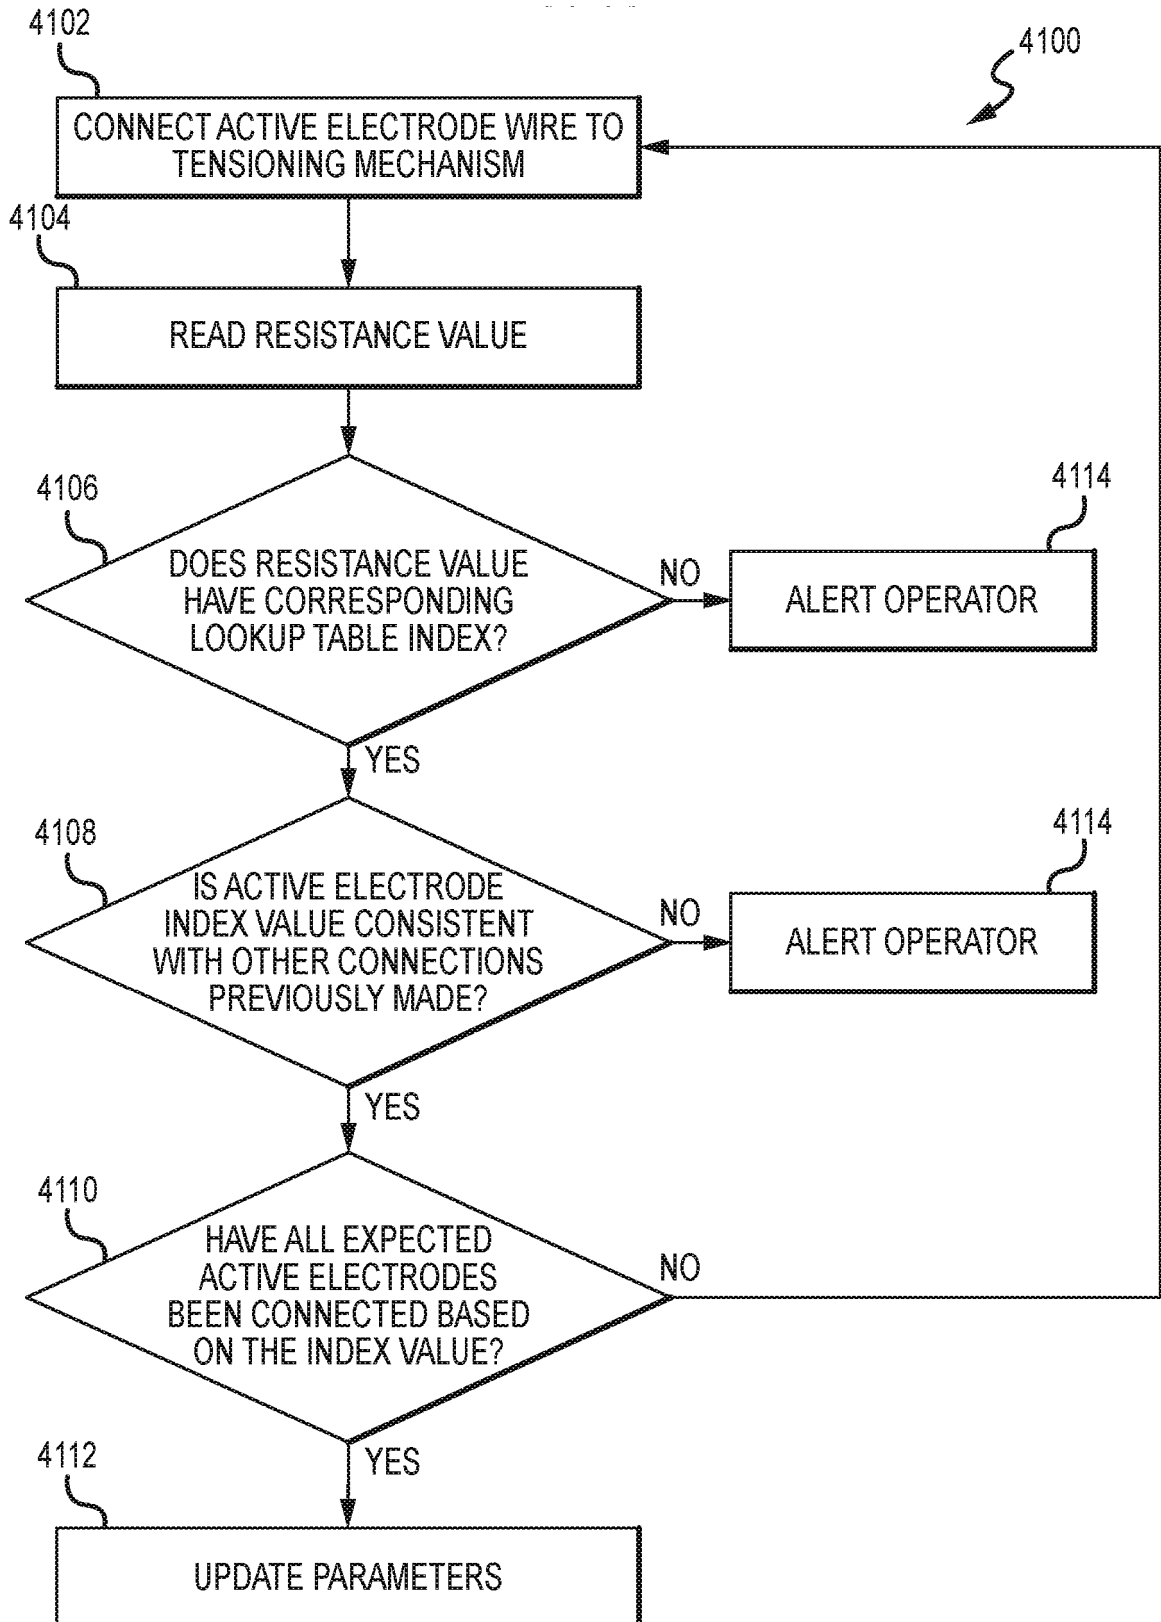 4102
4100
CONNECT ACTIVE ELECTRODE WIRE TO
TENSIONING MECHANISM
4104
READ RESISTANCE VALUE
4106
4114
DOES RESISTANCE VALUE
HAVE CORRESPONDING
LOOKUP TABLE INDEX?
NO
ALERT OPERATOR
YES
4108
4114
IS ACTIVE ELECTRODE
INDEX VALUE CONSISTENT
WITH OTHER CONNECTIONS
PREVIOUSLY MADE?
NO
ALERT OPERATOR
YES
4110
HAVE ALL EXPECTED
ACTIVE ELECTRODES
BEEN CONNECTED BASED
ON THE INDEX VALUE?
NO
YES
4112
UPDATE PARAMETERS